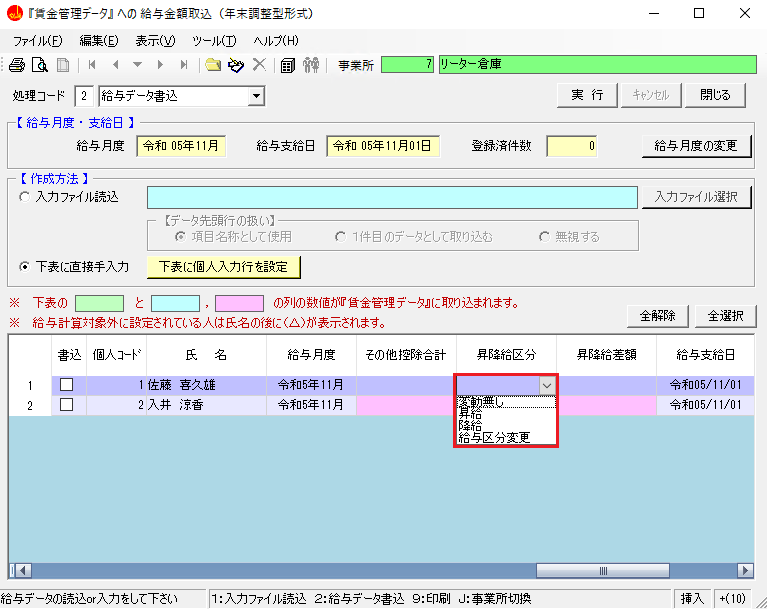 『賃金管理データ』への 給与金額取込 （年末調整型形式）
ファイル(F) 編集(E) 表示(V) ツール(T) ヘルプ(H)
事業所 7 リーター倉庫
処理コード 2 給与データ書込 実 行 キャンセル 閉じる
【 給与月度・支給日 】
給与月度 令和 05年11月 給与支給日 令和 05年11月01日 登録済件数 0 給与月度の変更
【 作成方法 】
入力ファイル読込 入力ファイル選択
【データ先頭行の扱い】
項目名称として使用 1件目のデータとして取り込む 無視する
下表に直接手入力 下表に個人入力行を設定
※ 下表の と , の列の数値が『賃金管理データ』に取り込まれます。
※ 給与計算対象外に設定されている人は氏名の後に(△)が表示されます。
全解除 全選択
書込 個人コード 氏 名 給与月度 その他控除合計 昇降給区分 昇降給差額 給与支給日
1 1 佐藤 喜久雄 令和5年11月 令和05/11/01
2 2 入井 涼香 令和5年11月 令和05/11/01
変動無し
昇給
降給
給与区分変更
給与データの読込or入力をして下さい 1:入力ファイル読込 2:給与データ書込 9:印刷 J:事業所切換 挿入 +(10)